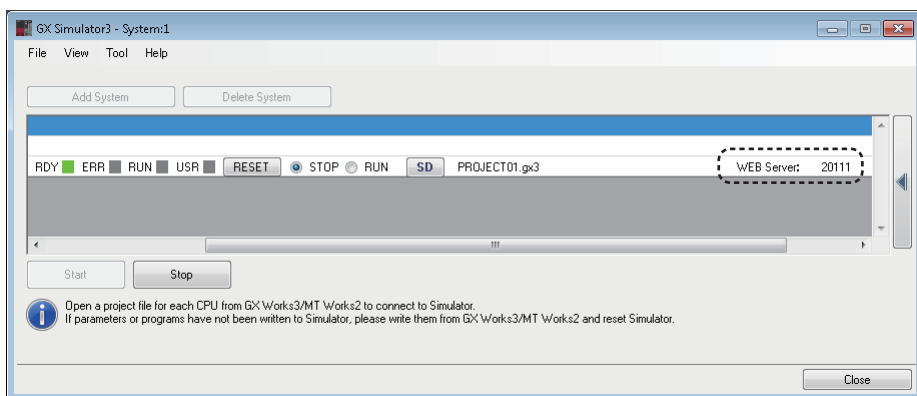 GX Simulator3 - System:1
File View Tool Help
Add System Delete System
RDY ERR RUN USR RESET STOP RUN SD PROJECT01.gx3 WEB Server: 20111
Start Stop
Open a project file for each CPU from GX Works3/MT Works2 to connect to Simulator.
If parameters or programs have not been written to Simulator, please write them from GX Works3/MT Works2 and reset Simulator.
Close